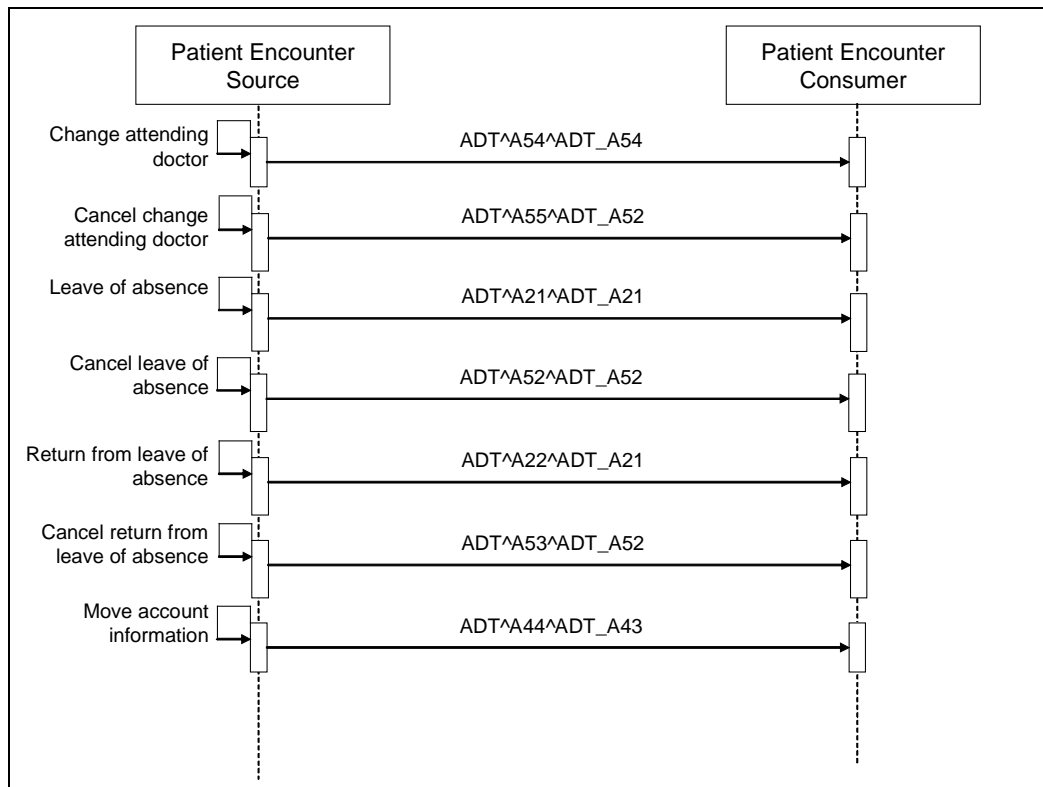 Patient Encounter
Source
Patient Encounter
Consumer
Change attending
doctor
ADT^A54^ADT_A54
Cancel change
attending doctor
ADT^A55^ADT_A52
Leave of absence
ADT^A21^ADT_A21
Cancel leave of
absence
ADT^A52^ADT_A52
Return from leave of
absence
ADT^A22^ADT_A21
Cancel return from
leave of absence
ADT^A53^ADT_A52
Move account
information
ADT^A44^ADT_A43